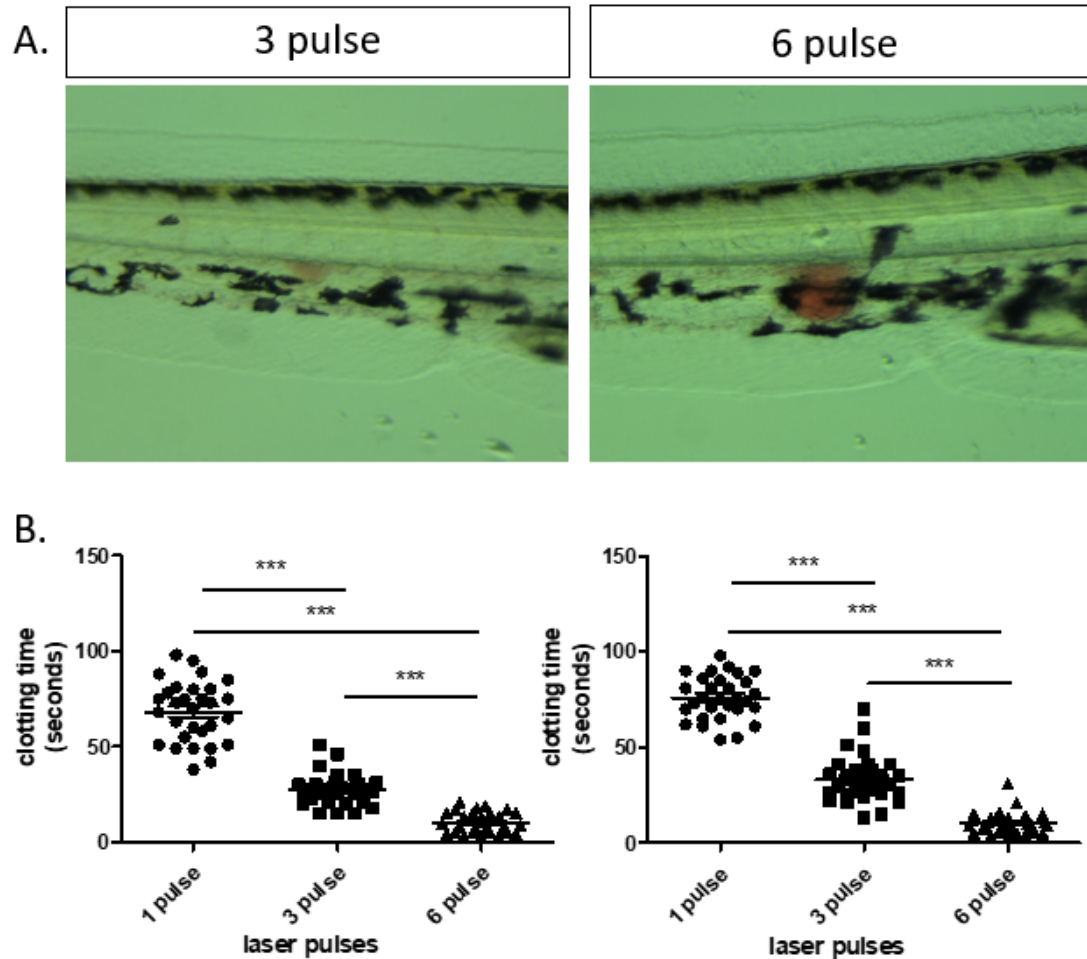 A.
3 pulse
6 pulse
B.
150
100
50
0
clotting time
(seconds)
***
***
***
1 pulse
3 pulse
6 pulse
laser pulses
150
100
50
0
clotting time
(seconds)
***
***
***
1 pulse
3 pulse
6 pulse
laser pulses